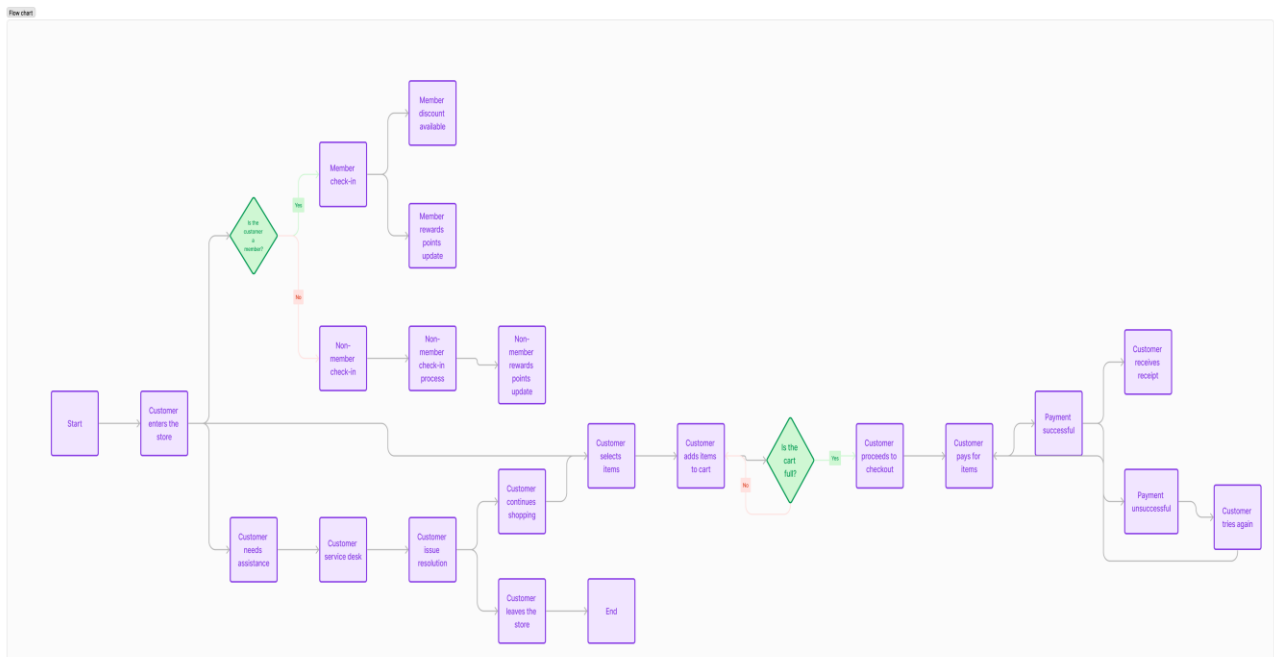 Flow chart
Member
discount
available
Member
check-in
Yes
Is the
customer
a
member?
Member
rewards
points
update
No
Non-
member
check-in
Non-
member
check-in
process
Non-
member
rewards
points
update
Start
Customer
enters the
store
Customer
selects
items
Customer
adds items
to cart
Is the
cart
full?
Yes
No
Customer
proceeds to
checkout
Customer
pays for
items
Payment
successful
Customer
receives
receipt
Payment
unsuccessful
Customer
tries again
Customer
needs
assistance
Customer
service desk
Customer
issue
resolution
Customer
continues
shopping
Customer
leaves the
store
End